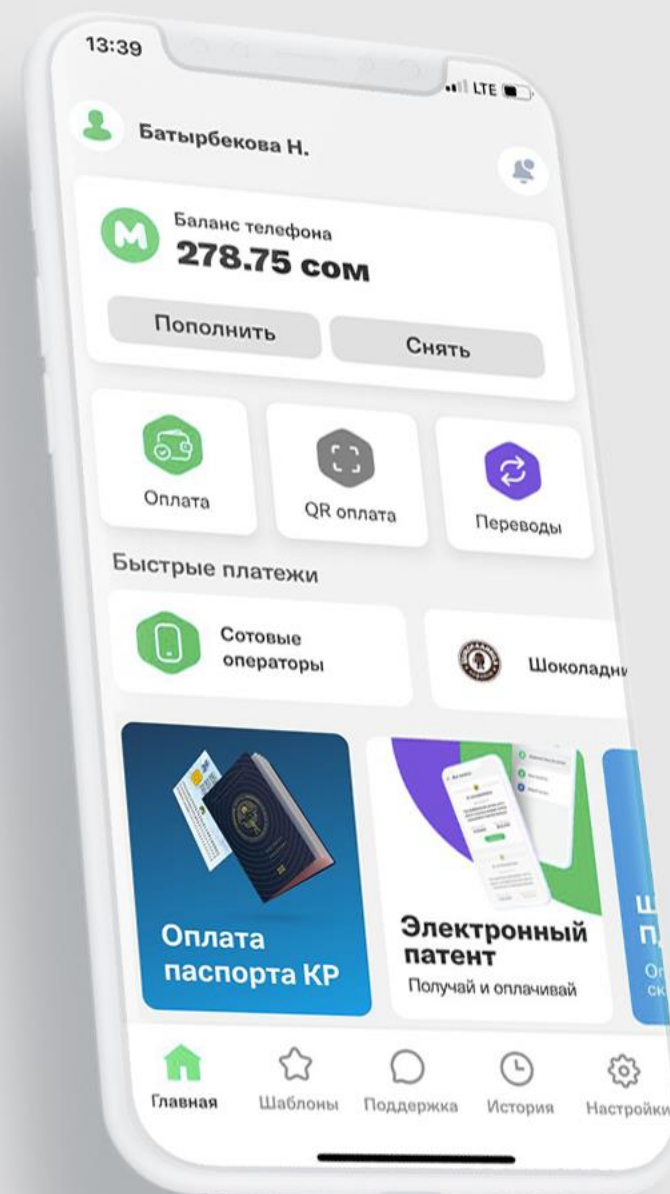 13:39
LTE
Батырбекова Н.
M
Баланс телефона
278.75 сом
Пополнить
Снять
Оплата
QR оплата
Переводы
Быстрые платежи
Сотовые
операторы
Шоколадни
Оплата
паспорта КР
Электронный
патент
Получай и оплачивай
Главная
Шаблоны
Поддержка
История
Настройки